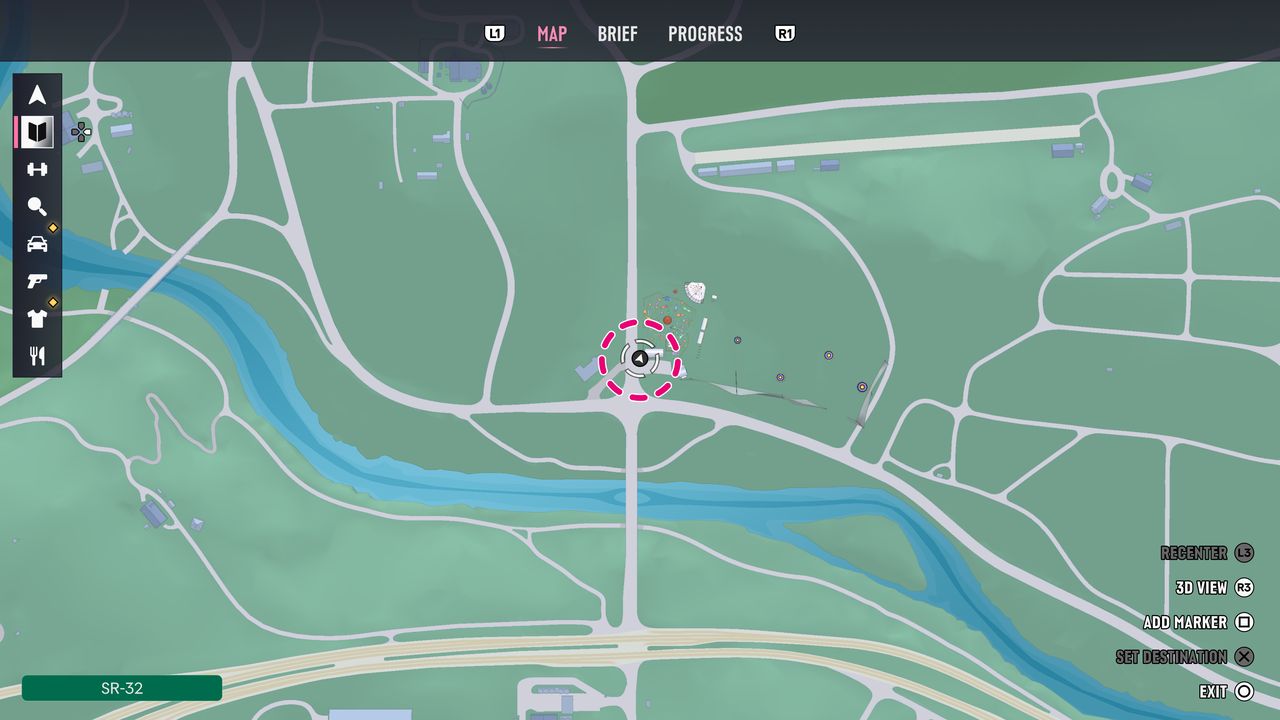 L1 MAP BRIEF PROGRESS R1
RECENTER L3
3D VIEW R3
ADD MARKER
SET DESTINATION
EXIT
SR-32